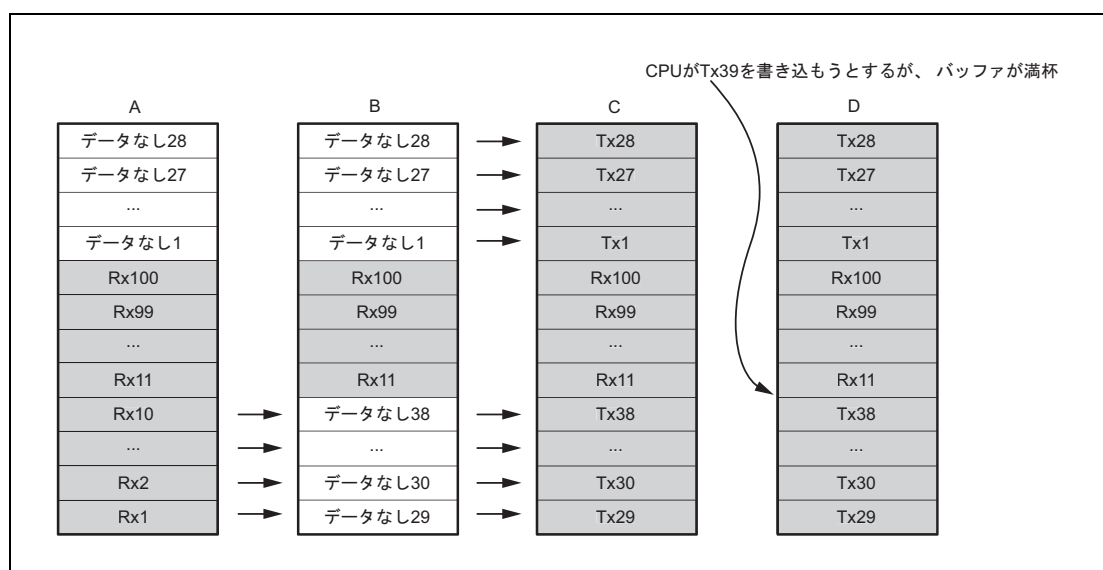 CPUがTx39を書き込もうとするが、バッファが満杯
A
データなし28
データなし27
...
データなし1
Rx100
Rx99
...
Rx11
Rx10
...
Rx2
Rx1
B
データなし28
データなし27
...
データなし1
Rx100
Rx99
...
Rx11
データなし38
...
データなし30
データなし29
C
Tx28
Tx27
...
Tx1
Rx100
Rx99
...
Rx11
Tx38
...
Tx30
Tx29
D
Tx28
Tx27
...
Tx1
Rx100
Rx99
...
Rx11
Tx38
...
Tx30
Tx29